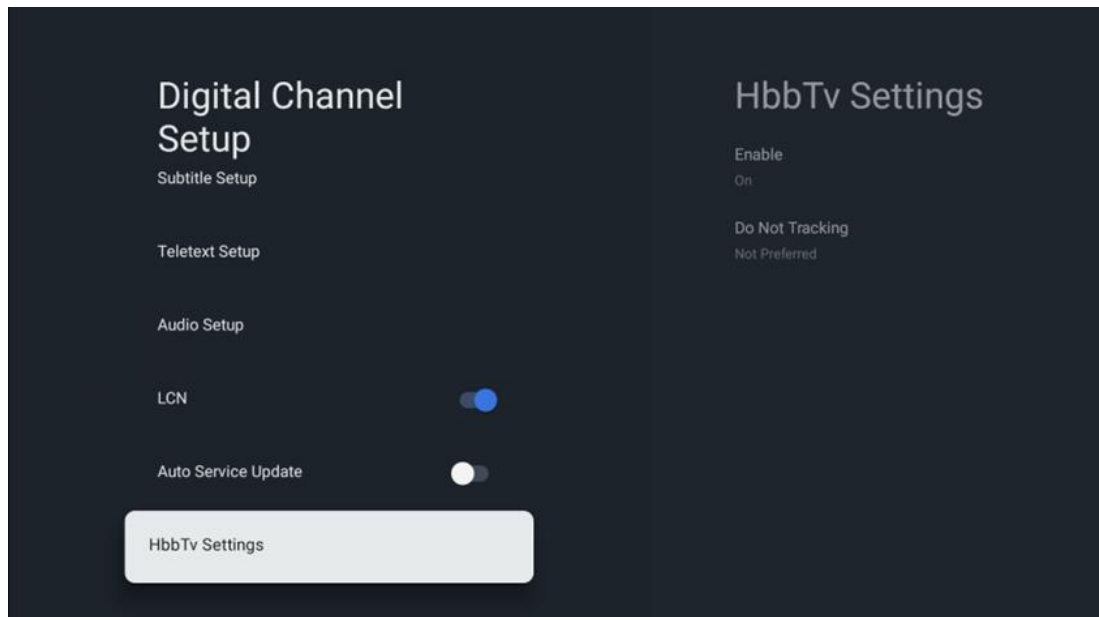 Digital Channel
Setup
Subtitle Setup
Teletext Setup
Audio Setup
LCN
Auto Service Update
HbbTv Settings
HbbTv Settings
Enable
On
Do Not Tracking
Not Preferred